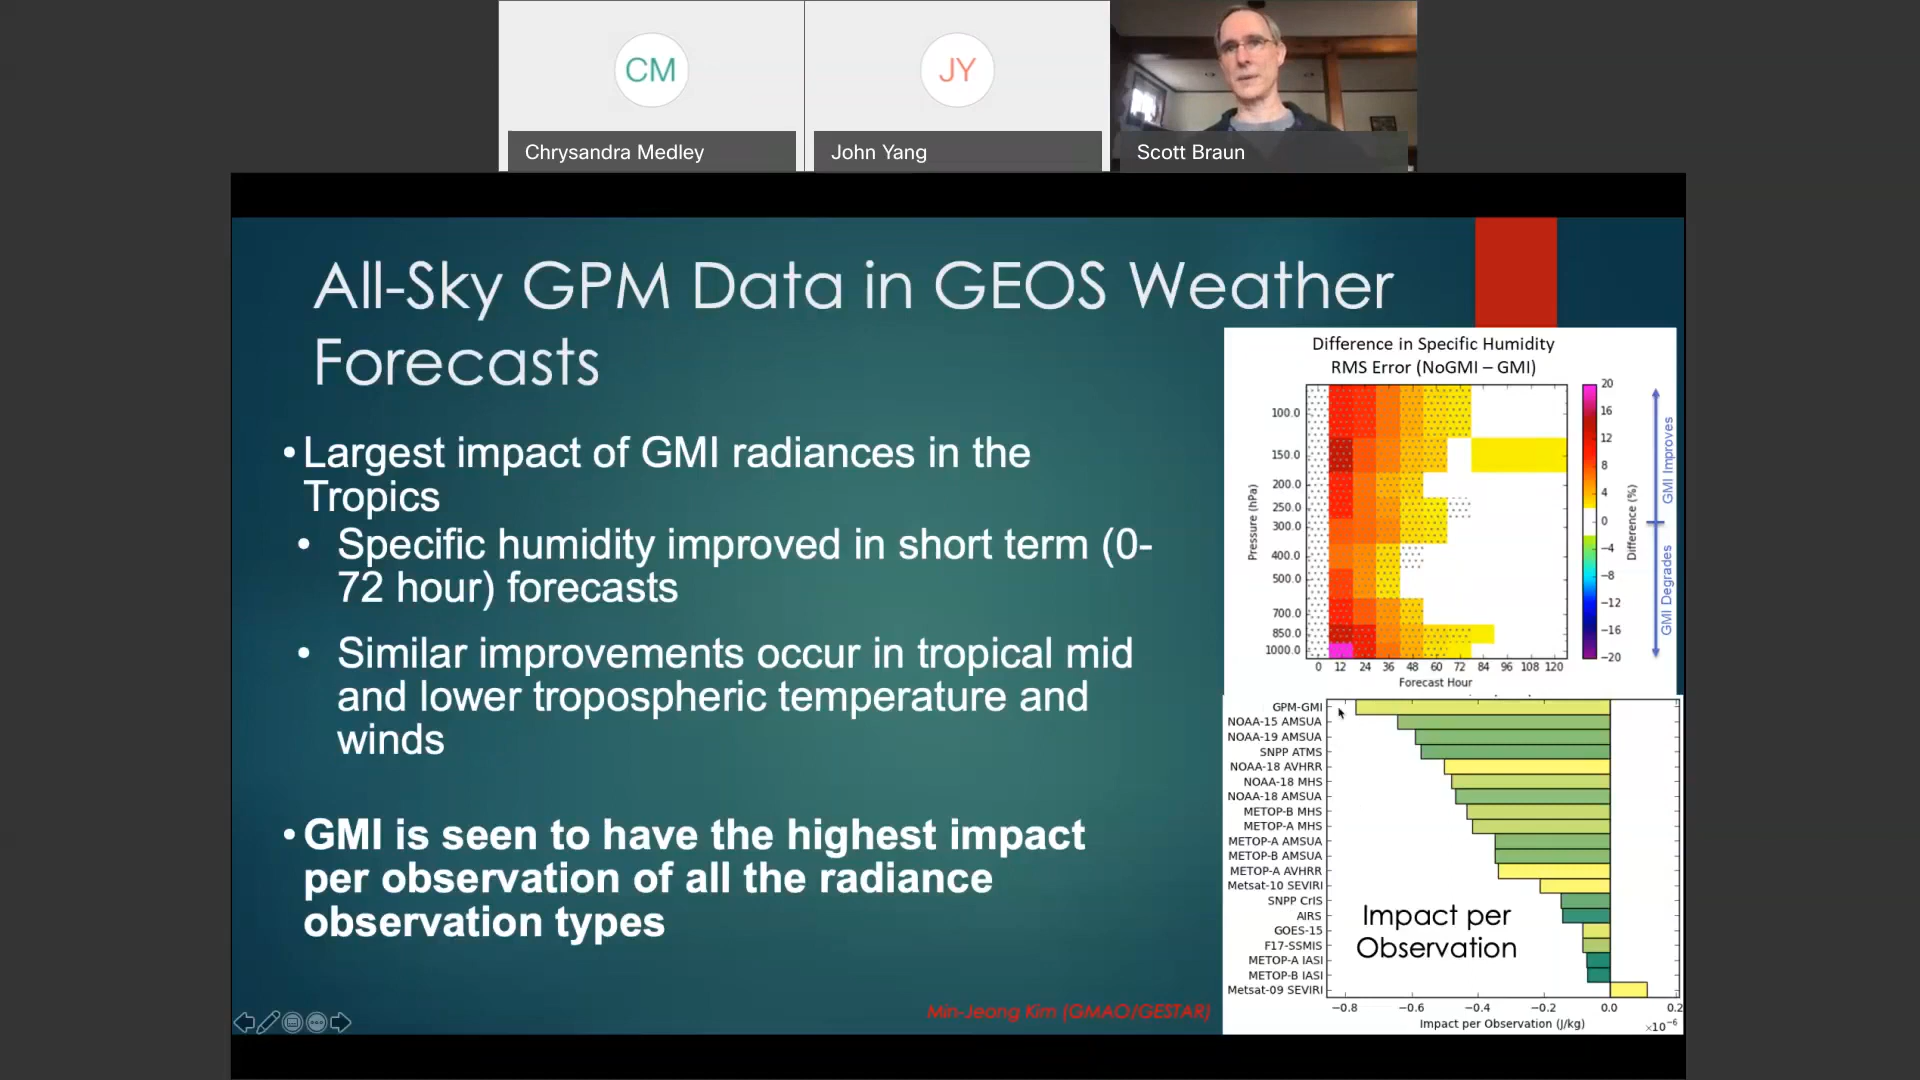 CM
JY
Chrysandra Medley
John Yang
Scott Braun
All-Sky GPM Data in GEOS Weather
Forecasts
•Largest impact of GMI radiances in the
Tropics
• Specific humidity improved in short term (0-
72 hour) forecasts
• Similar improvements occur in tropical mid
and lower tropospheric temperature and
winds
•GMI is seen to have the highest impact
per observation of all the radiance
observation types
Min-Jeong Kim (GMAO/GESTAR)
Difference in Specific Humidity
RMS Error (NoGMI – GMI)
Pressure (hPa)
100.0
150.0
200.0
250.0
300.0
400.0
500.0
700.0
850.0
1000.0
0 12 24 36 48 60 72 84 96 108 120
Forecast Hour
20
16
12
8
4
0
−4
−8
−12
−16
−20
Difference (%)
GMI Improves
GMI Degrades
GPM-GMI
NOAA-15 AMSUA
NOAA-19 AMSUA
SNPP ATMS
NOAA-18 AVHRR
NOAA-18 MHS
NOAA-18 AMSUA
METOP-B MHS
METOP-A MHS
METOP-A AMSUA
METOP-B AMSUA
METOP-A AVHRR
Metsat-10 SEVIRI
SNPP CrIS
AIRS
GOES-15
F17-SSMIS
METOP-A IASI
METOP-B IASI
Metsat-09 SEVIRI
Impact per
Observation
−0.8 −0.6 −0.4 −0.2 0.0 0.2
Impact per Observation (J/kg)
×10⁻⁶